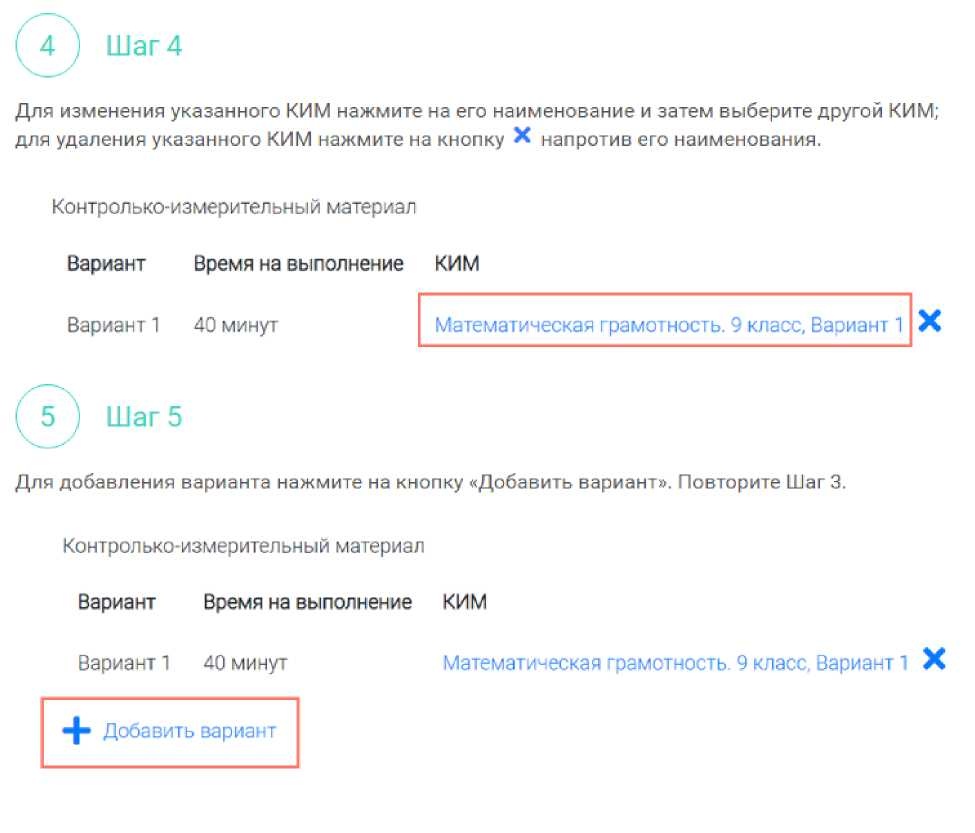 4 Шаг 4
Для изменения указанного КИМ нажмите на его наименование и затем выберите другой КИМ;
для удаления указанного КИМ нажмите на кнопку ✕ напротив его наименования.
Контролько-измерительный материал
Вариант Время на выполнение КИМ
Вариант 1 40 минут Математическая грамотность. 9 класс, Вариант 1 ✕
5 Шаг 5
Для добавления варианта нажмите на кнопку «Добавить вариант». Повторите Шаг 3.
Контролько-измерительный материал
Вариант Время на выполнение КИМ
Вариант 1 40 минут Математическая грамотность. 9 класс, Вариант 1 ✕
+ Добавить вариант